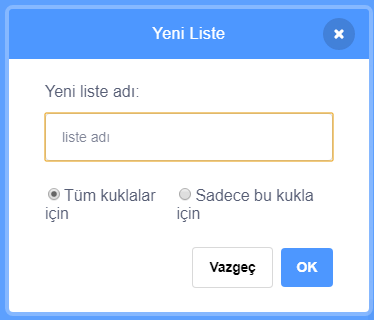 Yeni Liste
Yeni liste adı:
liste adı
Tüm kuklalar için
Sadece bu kukla için
Vazgeç
OK